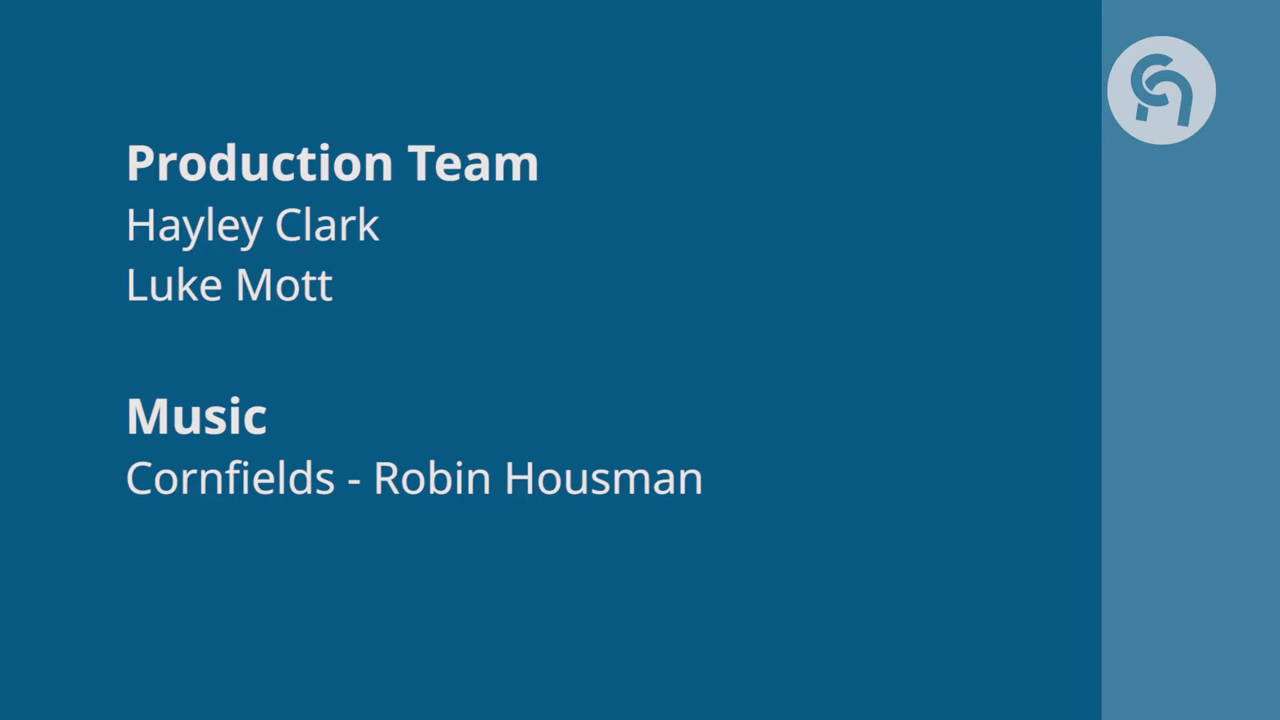 Production Team
Hayley Clark
Luke Mott
Music
Cornfields - Robin Housman